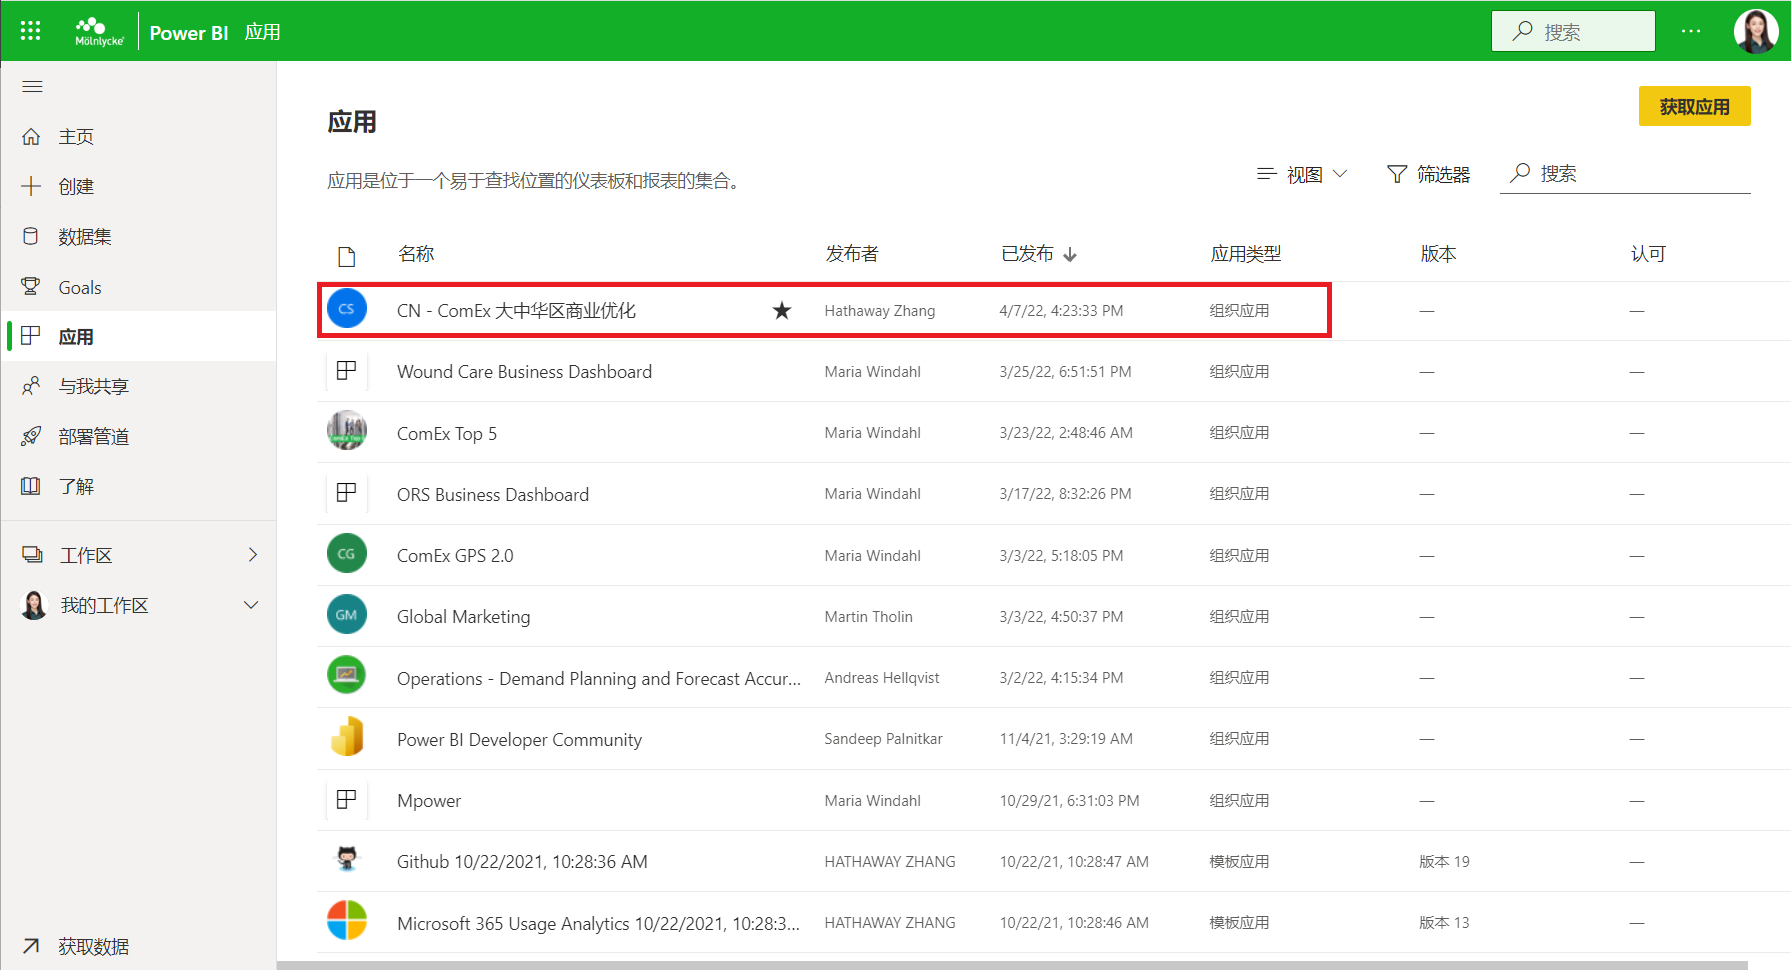 Mölnlycke
Power BI 应用
搜索
···
主页
创建
数据集
Goals
应用
与我共享
部署管道
了解
工作区
我的工作区
获取数据
应用
获取应用
应用是位于一个易于查找位置的仪表板和报表的集合。
视图 筛选器 搜索
名称 发布者 已发布 应用类型 版本 认可
CS CN - ComEx 大中华区商业优化 Hathaway Zhang 4/7/22, 4:23:33 PM 组织应用 — —
Wound Care Business Dashboard Maria Windahl 3/25/22, 6:51:51 PM 组织应用 — —
ComEx Top 5 Maria Windahl 3/23/22, 2:48:46 AM 组织应用 — —
ORS Business Dashboard Maria Windahl 3/17/22, 8:32:26 PM 组织应用 — —
CG ComEx GPS 2.0 Maria Windahl 3/3/22, 5:18:05 PM 组织应用 — —
GM Global Marketing Martin Tholin 3/3/22, 4:50:37 PM 组织应用 — —
Operations - Demand Planning and Forecast Accur... Andreas Hellqvist 3/2/22, 4:15:34 PM 组织应用 — —
Power BI Developer Community Sandeep Palnitkar 11/4/21, 3:29:19 AM 组织应用 — —
Mpower Maria Windahl 10/29/21, 6:31:03 PM 组织应用 — —
Github 10/22/2021, 10:28:36 AM HATHAWAY ZHANG 10/22/21, 10:28:47 AM 模板应用 版本 19 —
Microsoft 365 Usage Analytics 10/22/2021, 10:28:3... HATHAWAY ZHANG 10/22/21, 10:28:46 AM 模板应用 版本 13 —